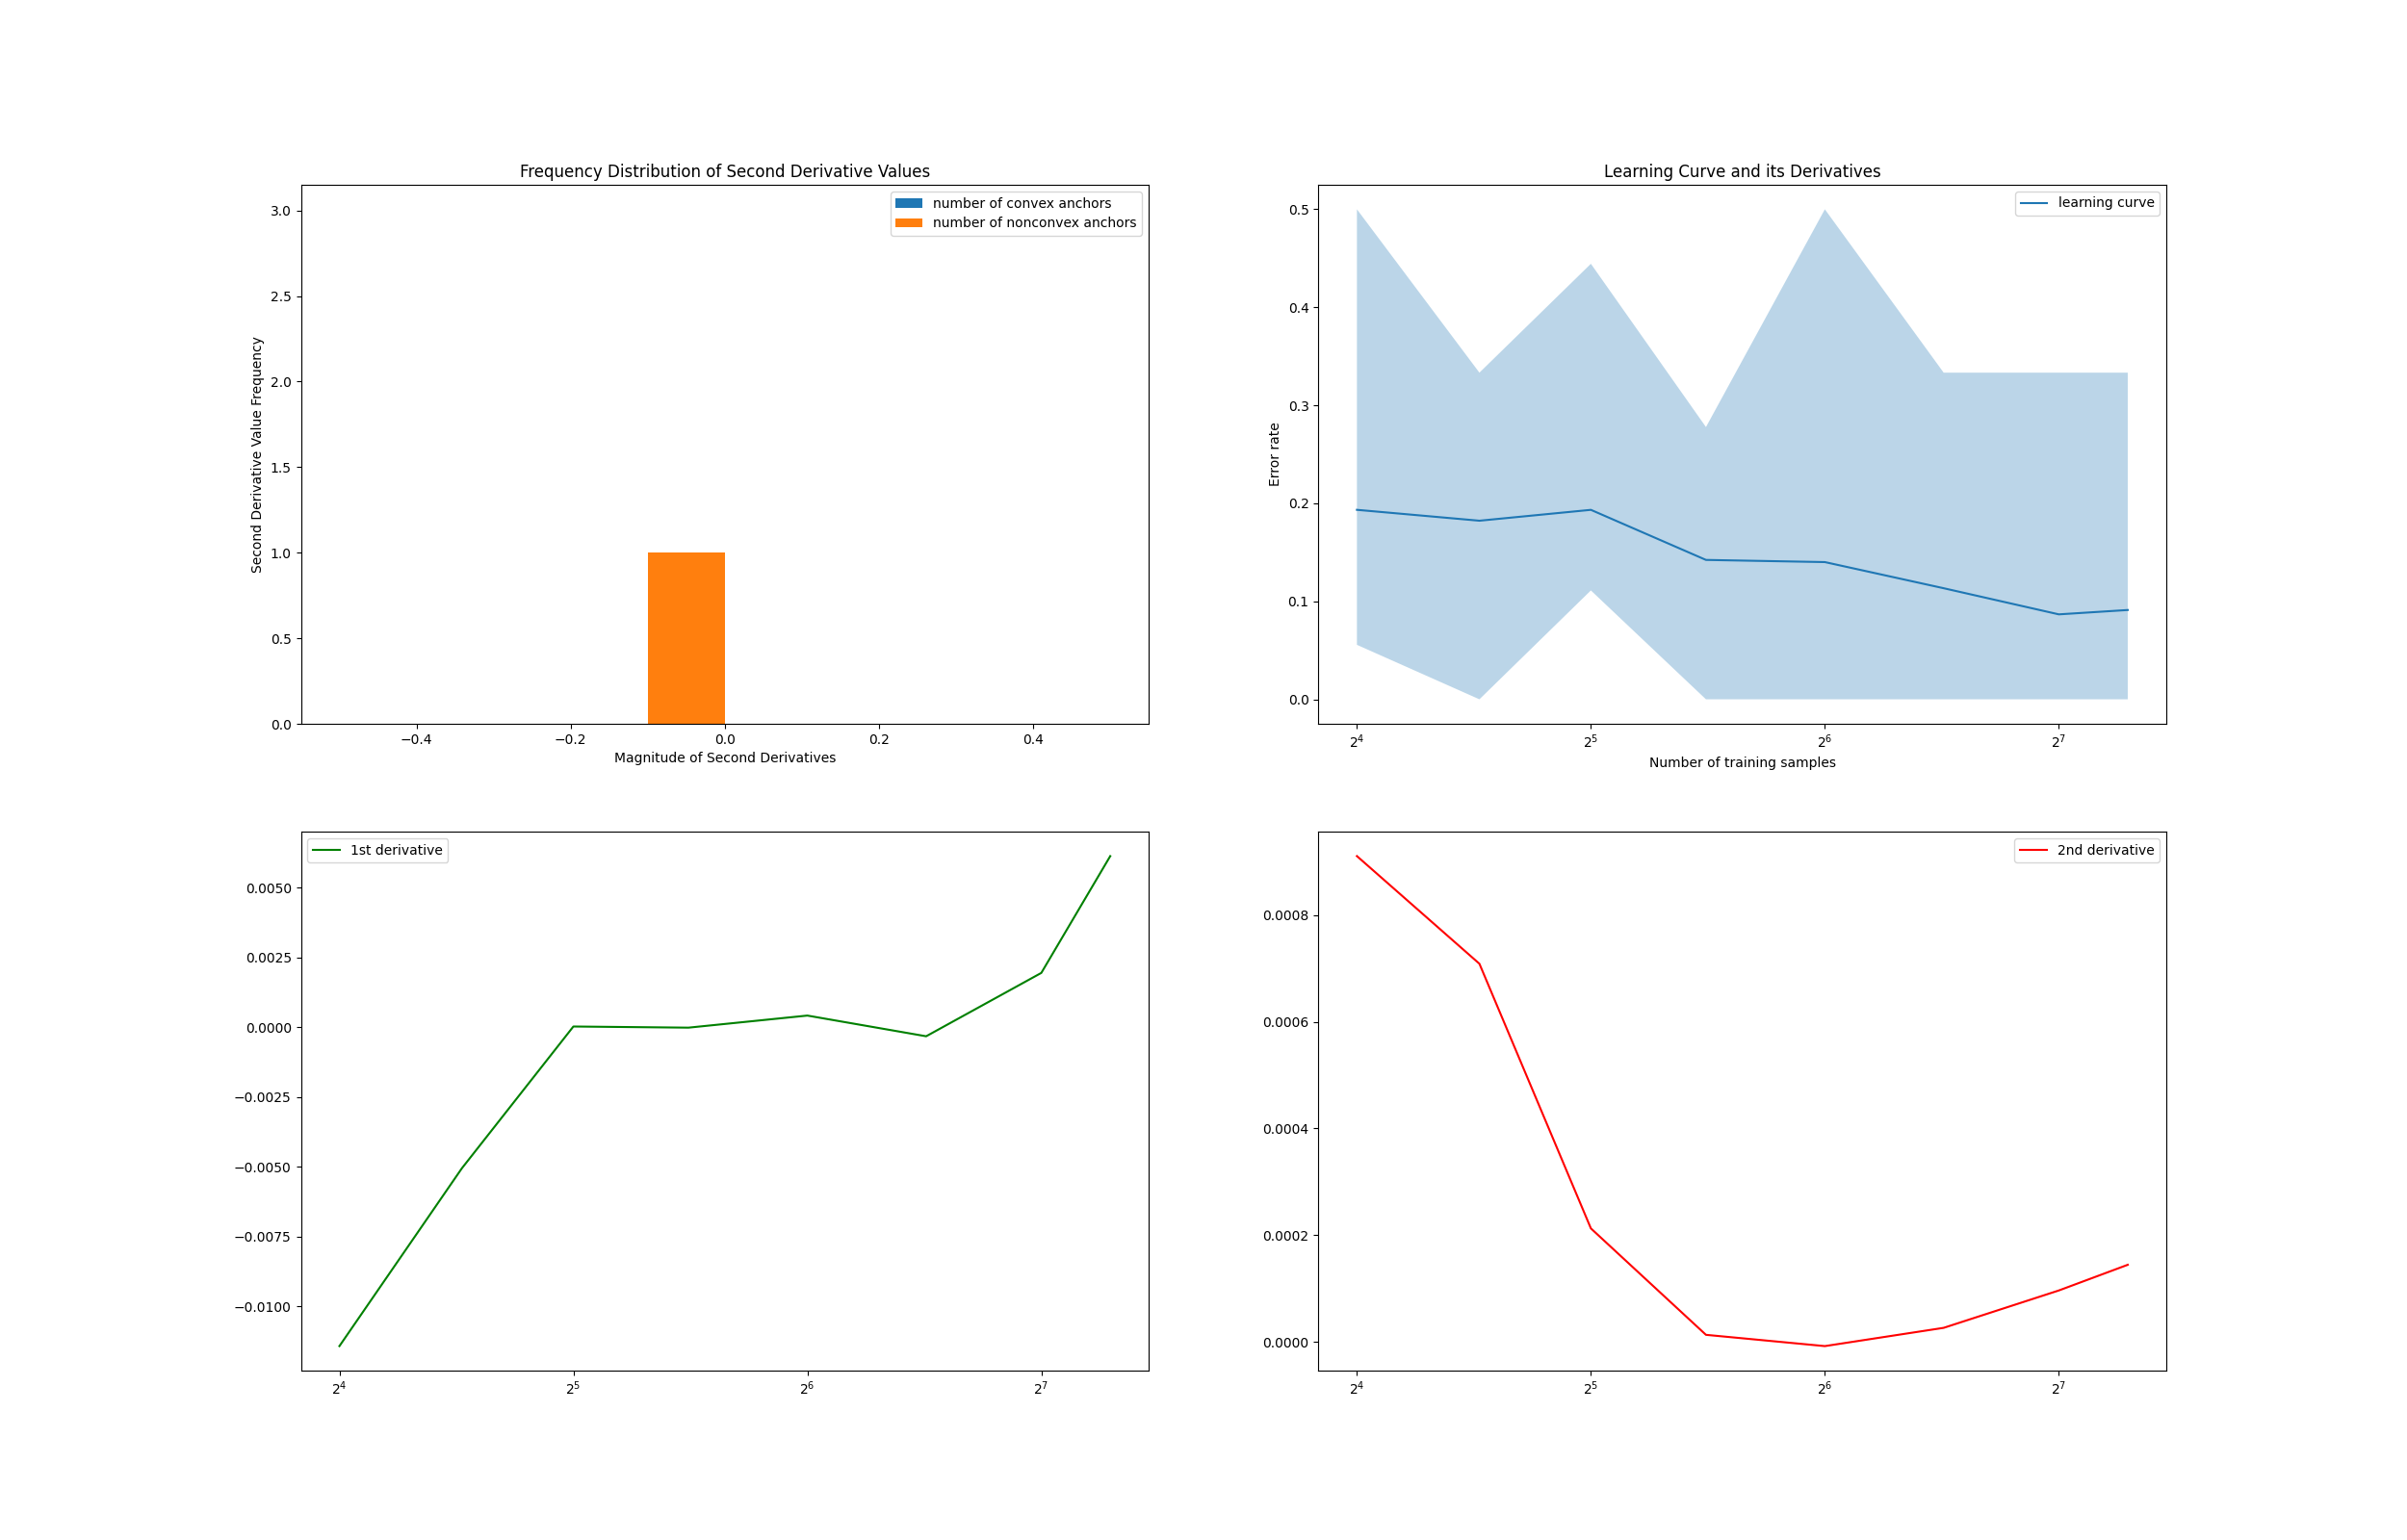 Frequency Distribution of Second Derivative Values
number of convex anchors
number of nonconvex anchors
3.0
2.5
2.0
1.5
1.0
0.5
0.0
Second Derivative Value Frequency
−0.4 −0.2 0.0 0.2 0.4
Magnitude of Second Derivatives
Learning Curve and its Derivatives
learning curve
0.5
0.4
0.3
0.2
0.1
0.0
Error rate
2⁴ 2⁵ 2⁶ 2⁷
Number of training samples
1st derivative
0.0050
0.0025
0.0000
−0.0025
−0.0050
−0.0075
−0.0100
2⁴ 2⁵ 2⁶ 2⁷
2nd derivative
0.0008
0.0006
0.0004
0.0002
0.0000
2⁴ 2⁵ 2⁶ 2⁷